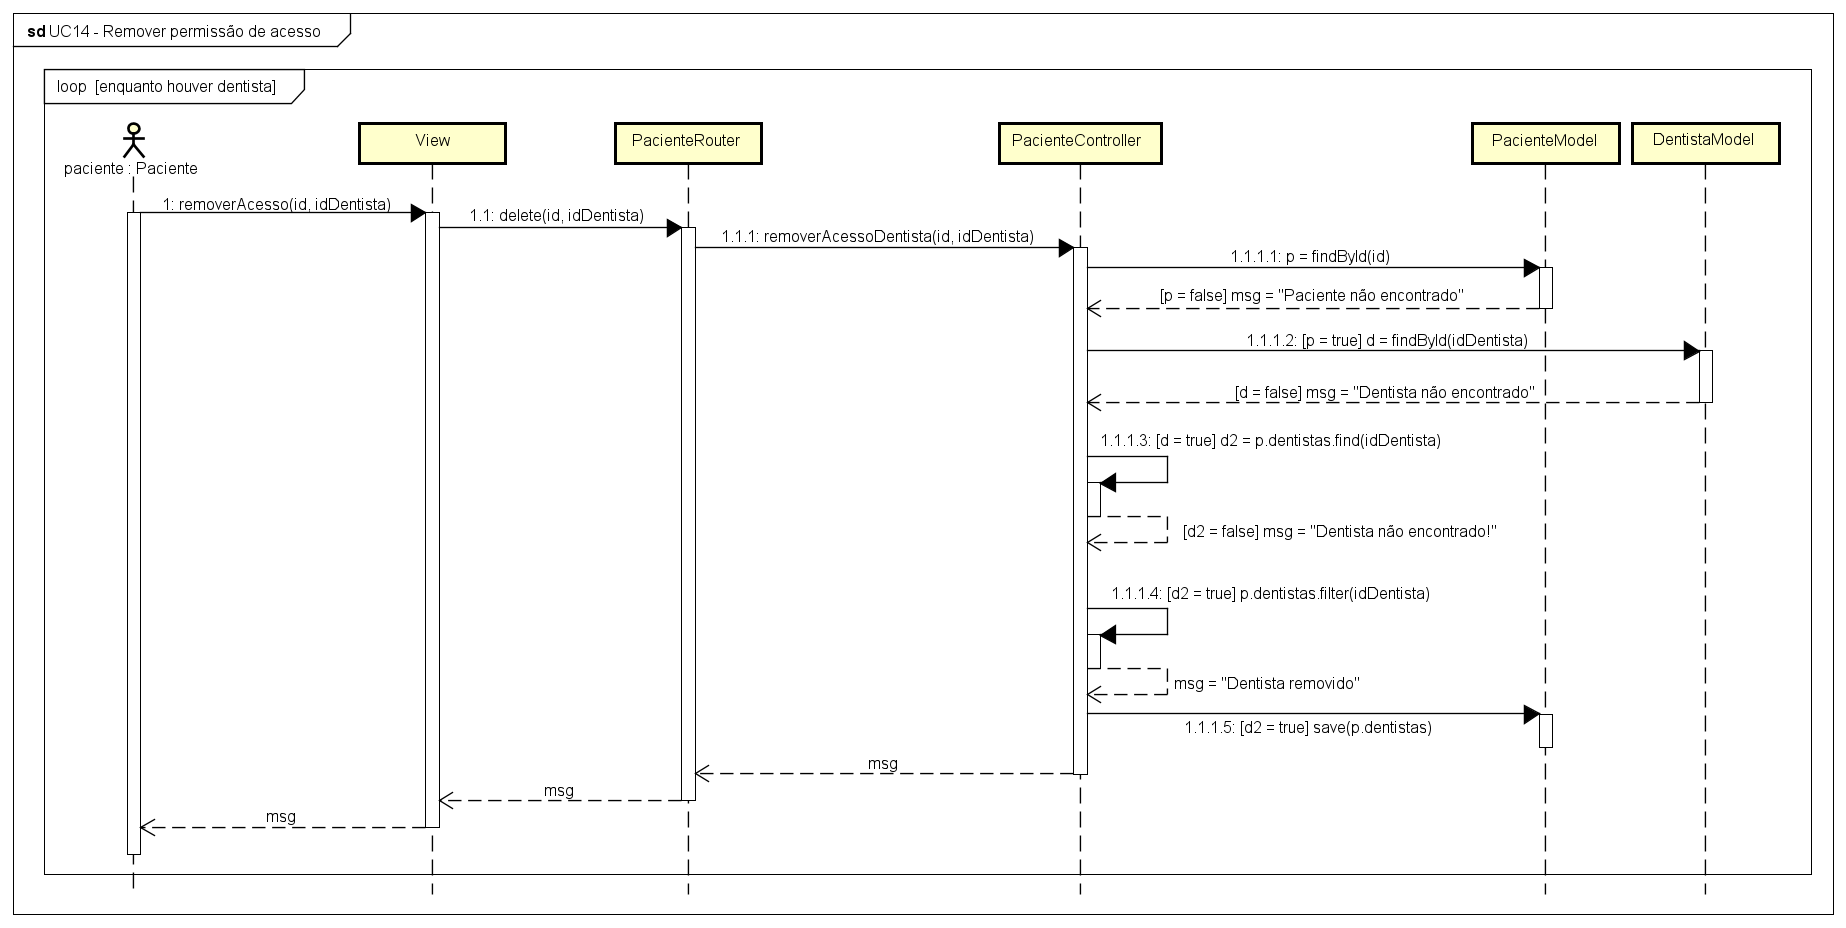 sd UC14 - Remover permissão de acesso
loop [enquanto houver dentista]
paciente : Paciente
View
PacienteRouter
PacienteController
PacienteModel
DentistaModel
1: removerAcesso(id, idDentista)
1.1: delete(id, idDentista)
1.1.1: removerAcessoDentista(id, idDentista)
1.1.1.1: p = findById(id)
[p = false] msg = "Paciente não encontrado"
1.1.1.2: [p = true] d = findById(idDentista)
[d = false] msg = "Dentista não encontrado"
1.1.1.3: [d = true] d2 = p.dentistas.find(idDentista)
[d2 = false] msg = "Dentista não encontrado!"
1.1.1.4: [d2 = true] p.dentistas.filter(idDentista)
msg = "Dentista removido"
1.1.1.5: [d2 = true] save(p.dentistas)
msg
msg
msg